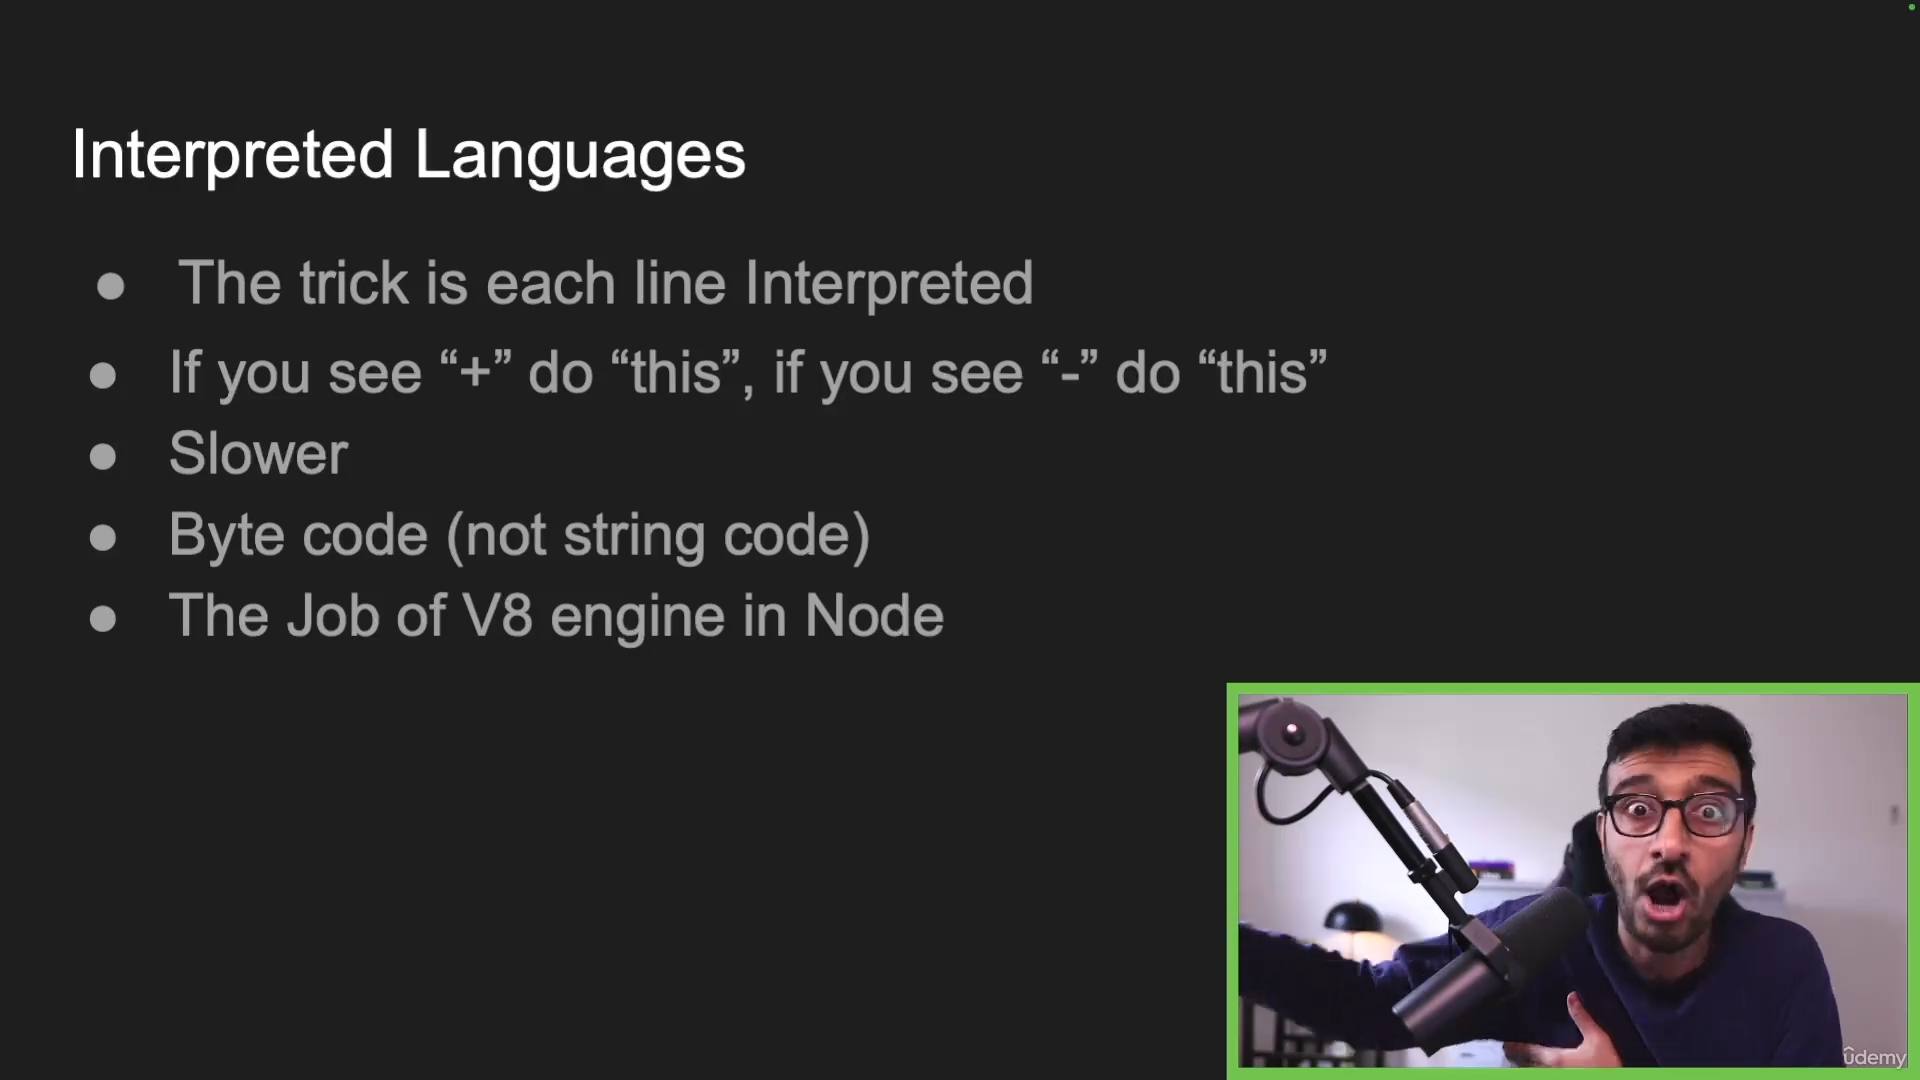 Interpreted Languages
● The trick is each line Interpreted
● If you see “+” do “this”, if you see “-” do “this”
● Slower
● Byte code (not string code)
● The Job of V8 engine in Node
ûdemy